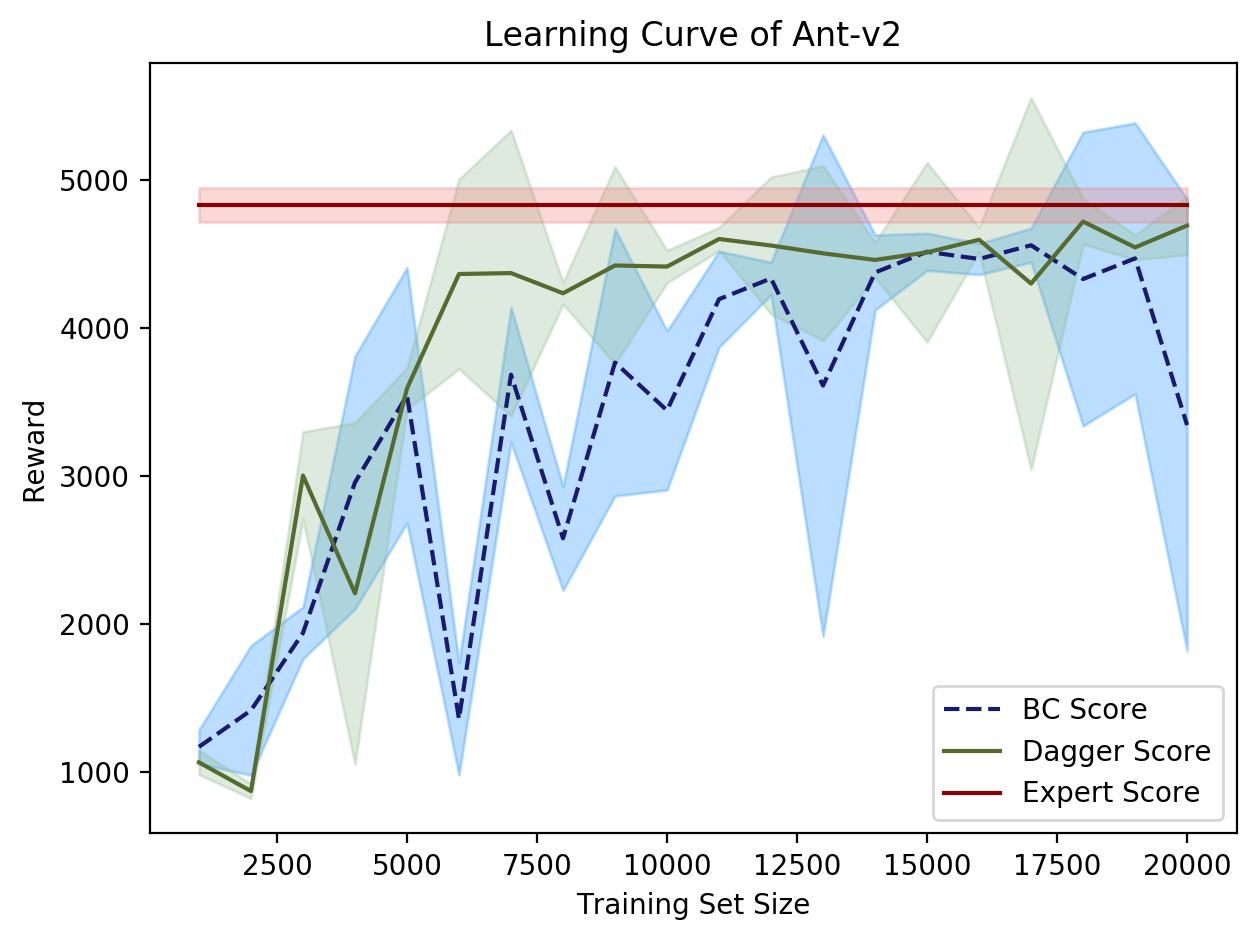 Learning Curve of Ant-v2
Reward
5000
4000
3000
2000
1000
BC Score
Dagger Score
Expert Score
2500 5000 7500 10000 12500 15000 17500 20000
Training Set Size